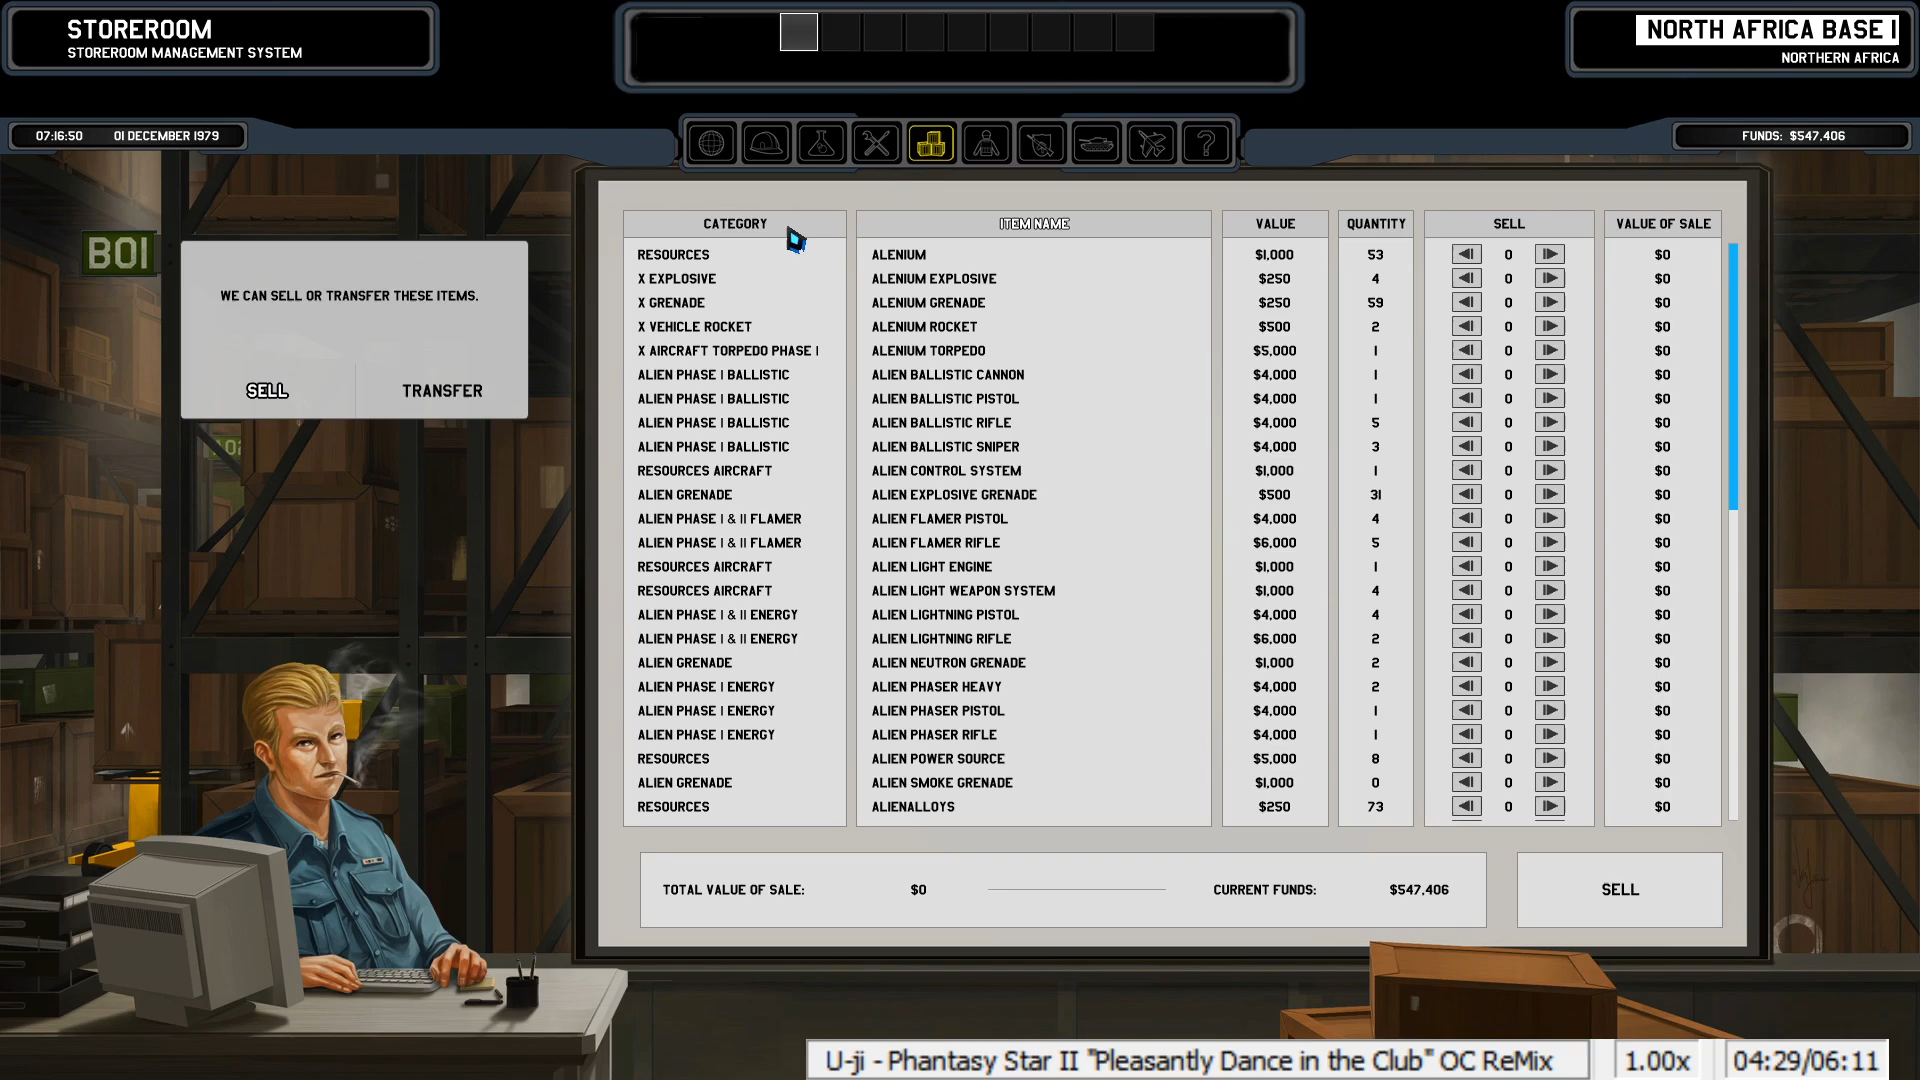 STOREROOM
STOREROOM MANAGEMENT SYSTEM
NORTH AFRICA BASE 1
NORTHERN AFRICA
07:16:50 01 DECEMBER 1979
FUNDS: $547,406
B01
WE CAN SELL OR TRANSFER THESE ITEMS.
SELL TRANSFER
CATEGORY ITEM NAME VALUE QUANTITY SELL VALUE OF SALE
RESOURCES ALENIUM $1,000 53 0 $0
X EXPLOSIVE ALENIUM EXPLOSIVE $250 4 0 $0
X GRENADE ALENIUM GRENADE $250 59 0 $0
X VEHICLE ROCKET ALENIUM ROCKET $500 2 0 $0
X AIRCRAFT TORPEDO PHASE I ALENIUM TORPEDO $5,000 1 0 $0
ALIEN PHASE I BALLISTIC ALIEN BALLISTIC CANNON $4,000 1 0 $0
ALIEN PHASE I BALLISTIC ALIEN BALLISTIC PISTOL $4,000 1 0 $0
ALIEN PHASE I BALLISTIC ALIEN BALLISTIC RIFLE $4,000 5 0 $0
ALIEN PHASE I BALLISTIC ALIEN BALLISTIC SNIPER $4,000 3 0 $0
RESOURCES AIRCRAFT ALIEN CONTROL SYSTEM $1,000 1 0 $0
ALIEN GRENADE ALIEN EXPLOSIVE GRENADE $500 31 0 $0
ALIEN PHASE I & II FLAMER ALIEN FLAMER PISTOL $4,000 4 0 $0
ALIEN PHASE I & II FLAMER ALIEN FLAMER RIFLE $6,000 5 0 $0
RESOURCES AIRCRAFT ALIEN LIGHT ENGINE $1,000 1 0 $0
RESOURCES AIRCRAFT ALIEN LIGHT WEAPON SYSTEM $1,000 4 0 $0
ALIEN PHASE I & II ENERGY ALIEN LIGHTNING PISTOL $4,000 4 0 $0
ALIEN PHASE I & II ENERGY ALIEN LIGHTNING RIFLE $6,000 2 0 $0
ALIEN GRENADE ALIEN NEUTRON GRENADE $1,000 2 0 $0
ALIEN PHASE I ENERGY ALIEN PHASER HEAVY $4,000 2 0 $0
ALIEN PHASE I ENERGY ALIEN PHASER PISTOL $4,000 1 0 $0
ALIEN PHASE I ENERGY ALIEN PHASER RIFLE $4,000 1 0 $0
RESOURCES ALIEN POWER SOURCE $5,000 8 0 $0
ALIEN GRENADE ALIEN SMOKE GRENADE $1,000 0 0 $0
RESOURCES ALIENALLOYS $250 73 0 $0
TOTAL VALUE OF SALE: $0 CURRENT FUNDS: $547,406 SELL
U-ji - Phantasy Star II "Pleasantly Dance in the Club" OC ReMix 1.00x 04:29/06:11